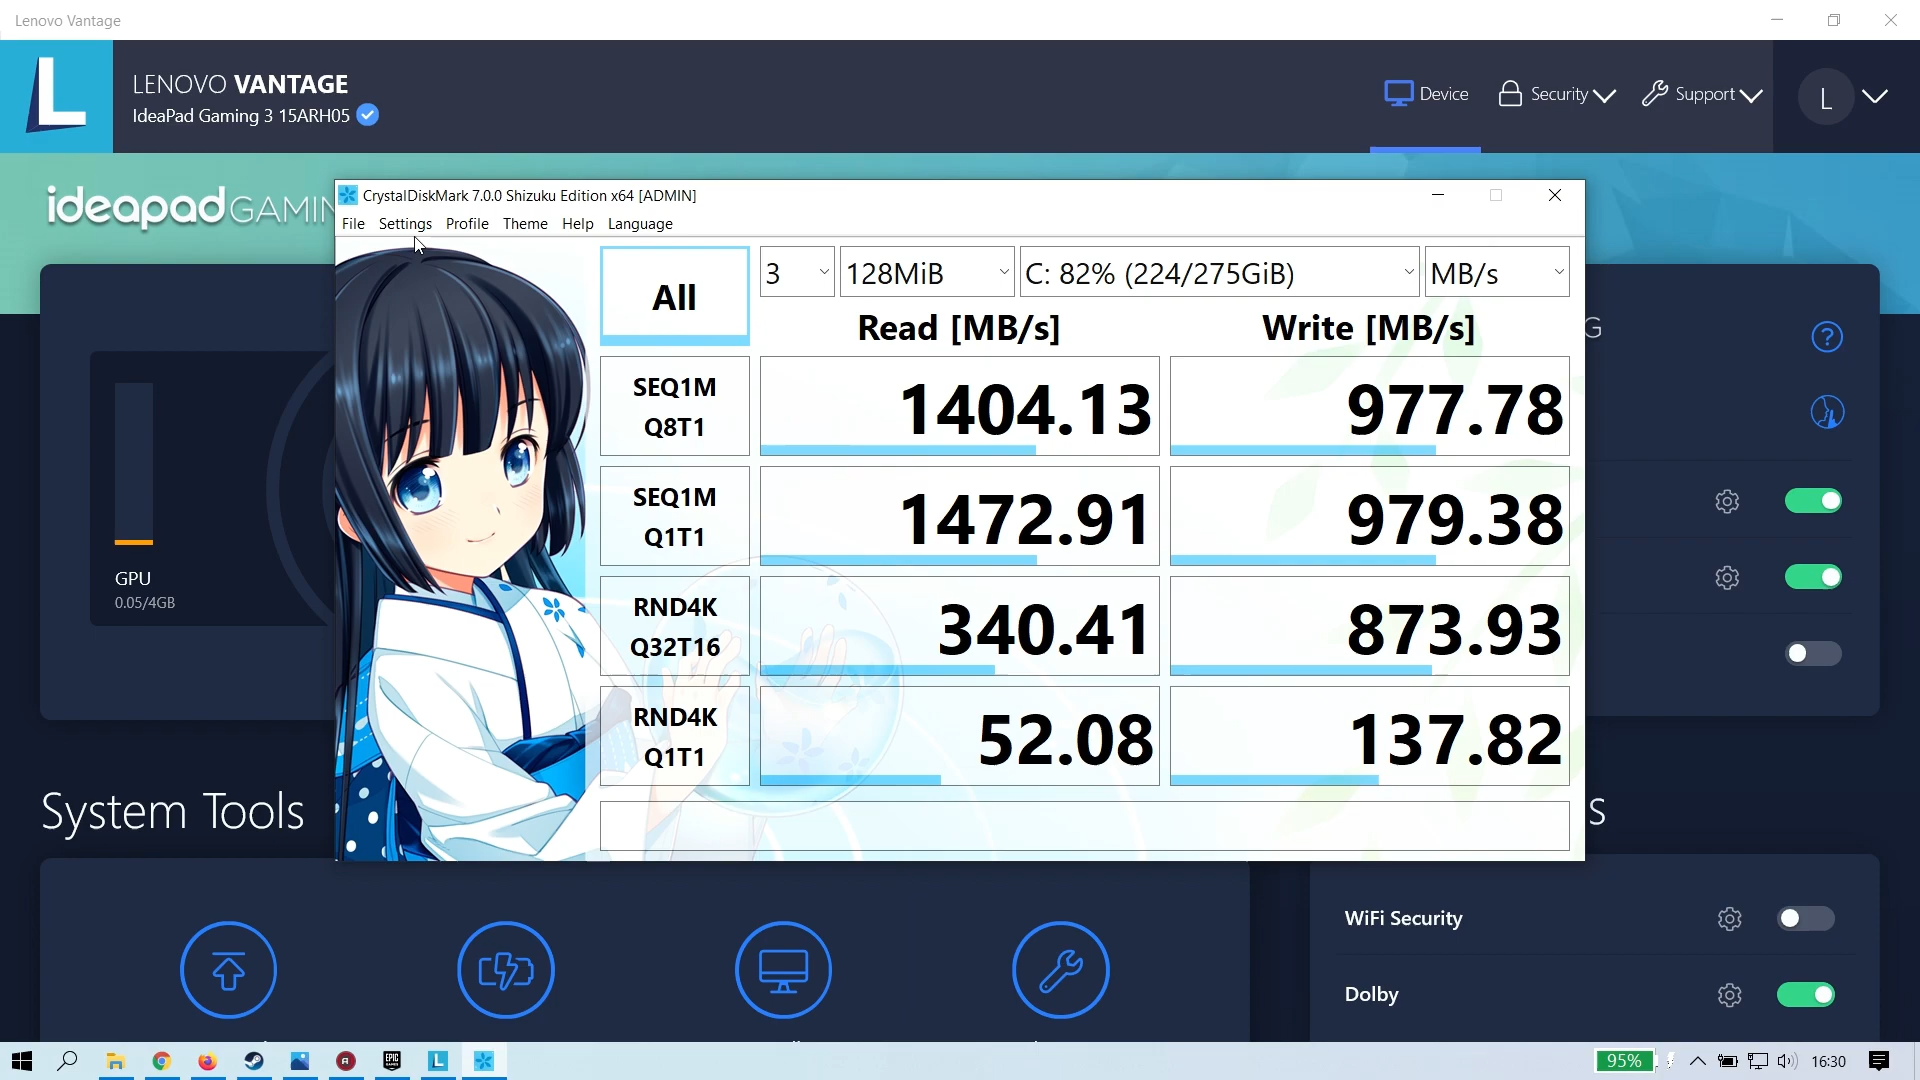 Lenovo Vantage
LENOVO VANTAGE
IdeaPad Gaming 3 15ARH05
Device
Security
Support
L
ideapad GAMIN
CrystalDiskMark 7.0.0 Shizuku Edition x64 [ADMIN]
File Settings Profile Theme Help Language
All
3
128MiB
C: 82% (224/275GiB)
MB/s
Read [MB/s]
Write [MB/s]
G
SEQ1M
Q8T1
1404.13
977.78
SEQ1M
Q1T1
1472.91
979.38
RND4K
Q32T16
340.41
873.93
RND4K
Q1T1
52.08
137.82
GPU
0.05/4GB
System Tools
s
WiFi Security
Dolby
EPIC
GAMES
L
95%
16:30